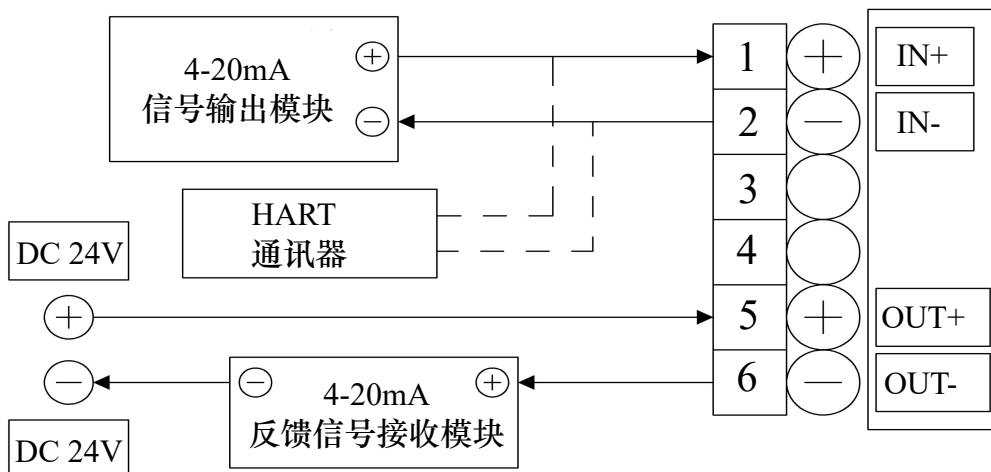 4-20mA
信号输出模块
+
−
HART
通讯器
DC 24V
+
−
DC 24V
4-20mA
反馈信号接收模块
−
+
1
+
IN+
2
−
IN-
3
4
5
+
OUT+
6
−
OUT-